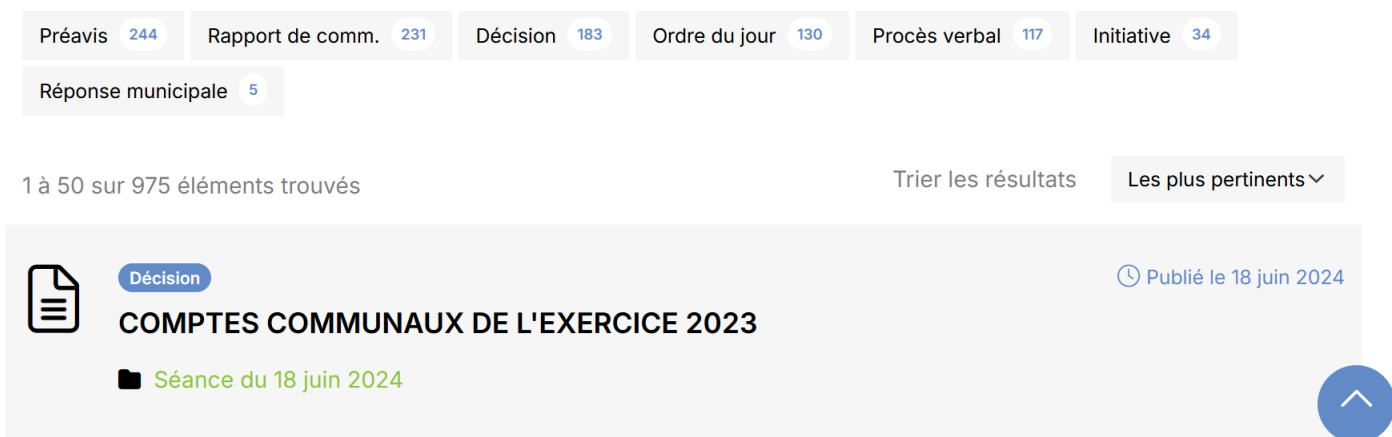 Préavis 244 Rapport de comm. 231 Décision 183 Ordre du jour 130 Procès verbal 117 Initiative 34
Réponse municipale 5
1 à 50 sur 975 éléments trouvés Trier les résultats Les plus pertinents
Décision Publié le 18 juin 2024
COMPTES COMMUNAUX DE L'EXERCICE 2023
Séance du 18 juin 2024